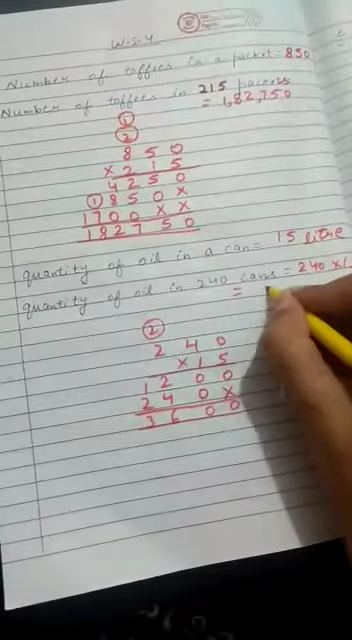 W.S-4
Number of toffees in a packet = 850
Number of toffees in 215 packets
= 1,82,750
1
2
8 5 0
× 2 1 5
4 2 5 0
1 8 5 0 ×
1 7 0 0 × ×
1 8 2 7 5 0
quantity of oil in a can = 15 litre
quantity of oil in 240 cans = 240 × 1
=
2
2 4 0
× 1 5
1 2 0 0
2 4 0 ×
3 6 0 0